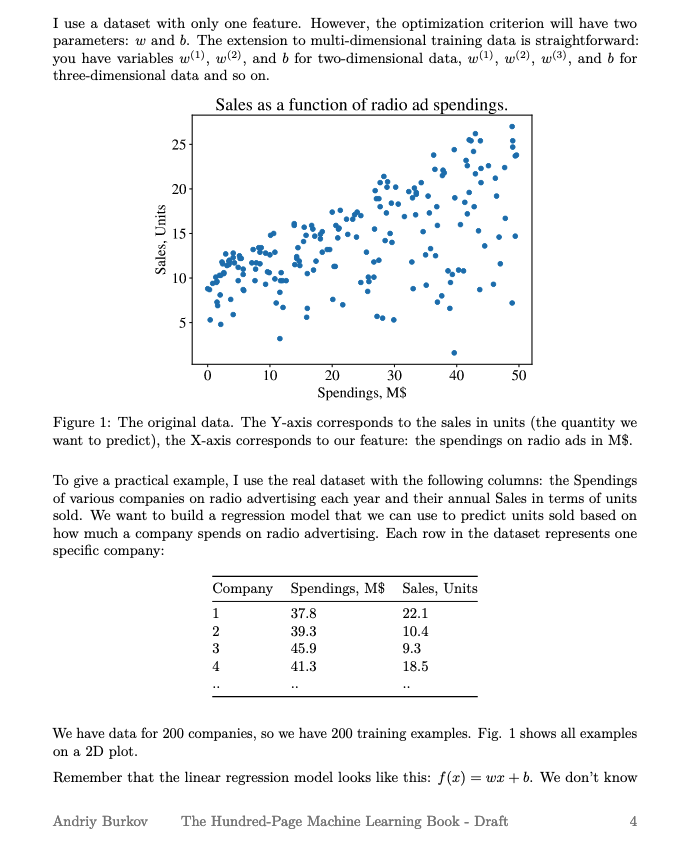 I use a dataset with only one feature. However, the optimization criterion will have two
parameters: w and b. The extension to multi-dimensional training data is straightforward:
you have variables w⁽¹⁾, w⁽²⁾, and b for two-dimensional data, w⁽¹⁾, w⁽²⁾, w⁽³⁾, and b for
three-dimensional data and so on.
Sales as a function of radio ad spendings.
Sales, Units
25
20
15
10
5
0 10 20 30 40 50
Spendings, M$
Figure 1: The original data. The Y-axis corresponds to the sales in units (the quantity we
want to predict), the X-axis corresponds to our feature: the spendings on radio ads in M$.
To give a practical example, I use the real dataset with the following columns: the Spendings
of various companies on radio advertising each year and their annual Sales in terms of units
sold. We want to build a regression model that we can use to predict units sold based on
how much a company spends on radio advertising. Each row in the dataset represents one
specific company:
Company Spendings, M$ Sales, Units
1 37.8 22.1
2 39.3 10.4
3 45.9 9.3
4 41.3 18.5
.. .. ..
We have data for 200 companies, so we have 200 training examples. Fig. 1 shows all examples
on a 2D plot.
Remember that the linear regression model looks like this: f(x) = wx + b. We don't know
Andriy Burkov The Hundred-Page Machine Learning Book - Draft 4